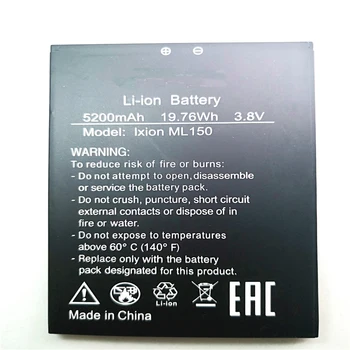 Li-ion Battery
5200mAh 19.76Wh 3.8V
Model: Ixion ML150
WARNING:
To reduce risk of fire or burns:
- Do not attempt to open,disassemble
or service the battery pack.
- Do not crush, puncture, short circuit
external contacts or dispose of in
fire or water.
- Do not expose to temperatures
above 60° C (140° F)
- Replace only with the battery
pack designated for this product.
Li-ion
EAC
Made in China